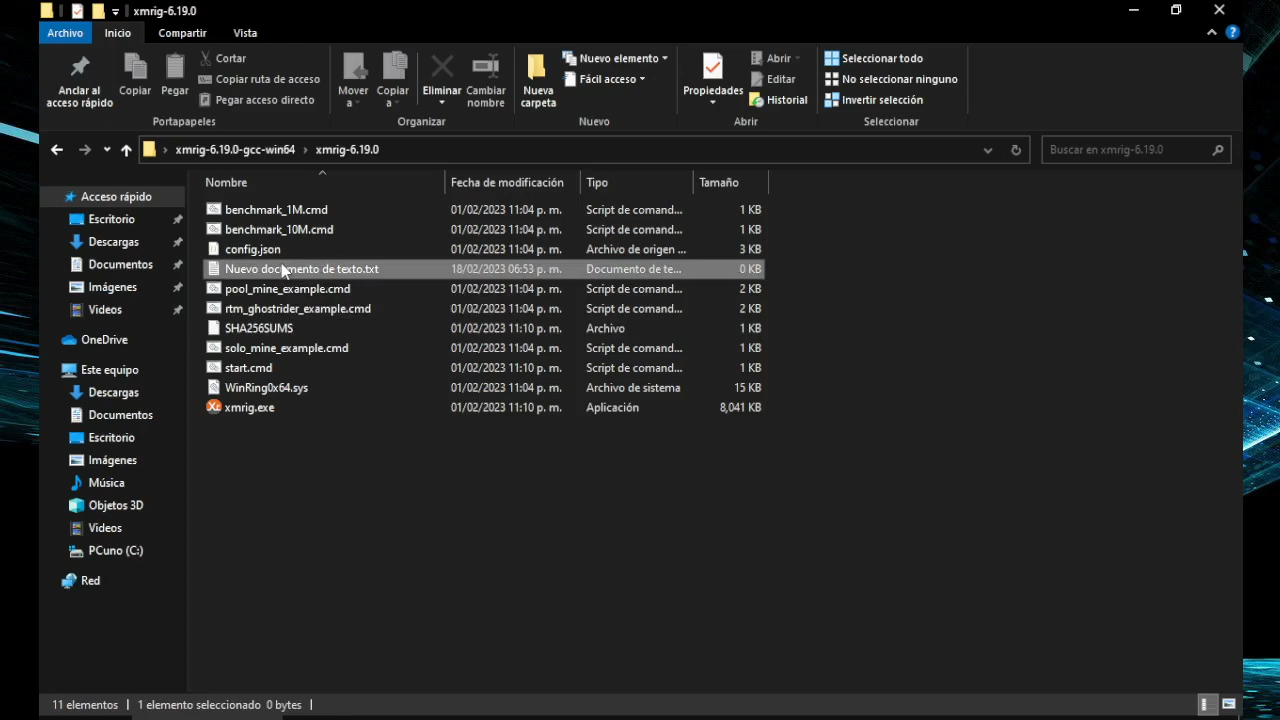 xmrig-6.19.0
Archivo Inicio Compartir Vista
Anclar al acceso rápido
Copiar
Pegar
Cortar
Copiar ruta de acceso
Pegar acceso directo
Portapapeles
Mover a
Copiar a
Eliminar
Cambiar nombre
Organizar
Nueva carpeta
Nuevo elemento
Fácil acceso
Nuevo
Propiedades
Abrir
Editar
Historial
Abrir
Seleccionar todo
No seleccionar ninguno
Invertir selección
Seleccionar
xmrig-6.19.0-gcc-win64 › xmrig-6.19.0
Buscar en xmrig-6.19.0
Acceso rápido
Escritorio
Descargas
Documentos
Imágenes
Videos
OneDrive
Este equipo
Descargas
Documentos
Escritorio
Imágenes
Música
Objetos 3D
Videos
PCuno (C:)
Red
Nombre Fecha de modificación Tipo Tamaño
benchmark_1M.cmd 01/02/2023 11:04 p. m. Script de comand... 1 KB
benchmark_10M.cmd 01/02/2023 11:04 p. m. Script de comand... 1 KB
config.json 01/02/2023 11:04 p. m. Archivo de origen ... 3 KB
Nuevo documento de texto.txt 18/02/2023 06:53 p. m. Documento de te... 0 KB
pool_mine_example.cmd 01/02/2023 11:04 p. m. Script de comand... 2 KB
rtm_ghostrider_example.cmd 01/02/2023 11:04 p. m. Script de comand... 2 KB
SHA256SUMS 01/02/2023 11:10 p. m. Archivo 1 KB
solo_mine_example.cmd 01/02/2023 11:04 p. m. Script de comand... 1 KB
start.cmd 01/02/2023 11:10 p. m. Script de comand... 1 KB
WinRing0x64.sys 01/02/2023 11:04 p. m. Archivo de sistema 15 KB
xmrig.exe 01/02/2023 11:10 p. m. Aplicación 8,041 KB
11 elementos 1 elemento seleccionado 0 bytes